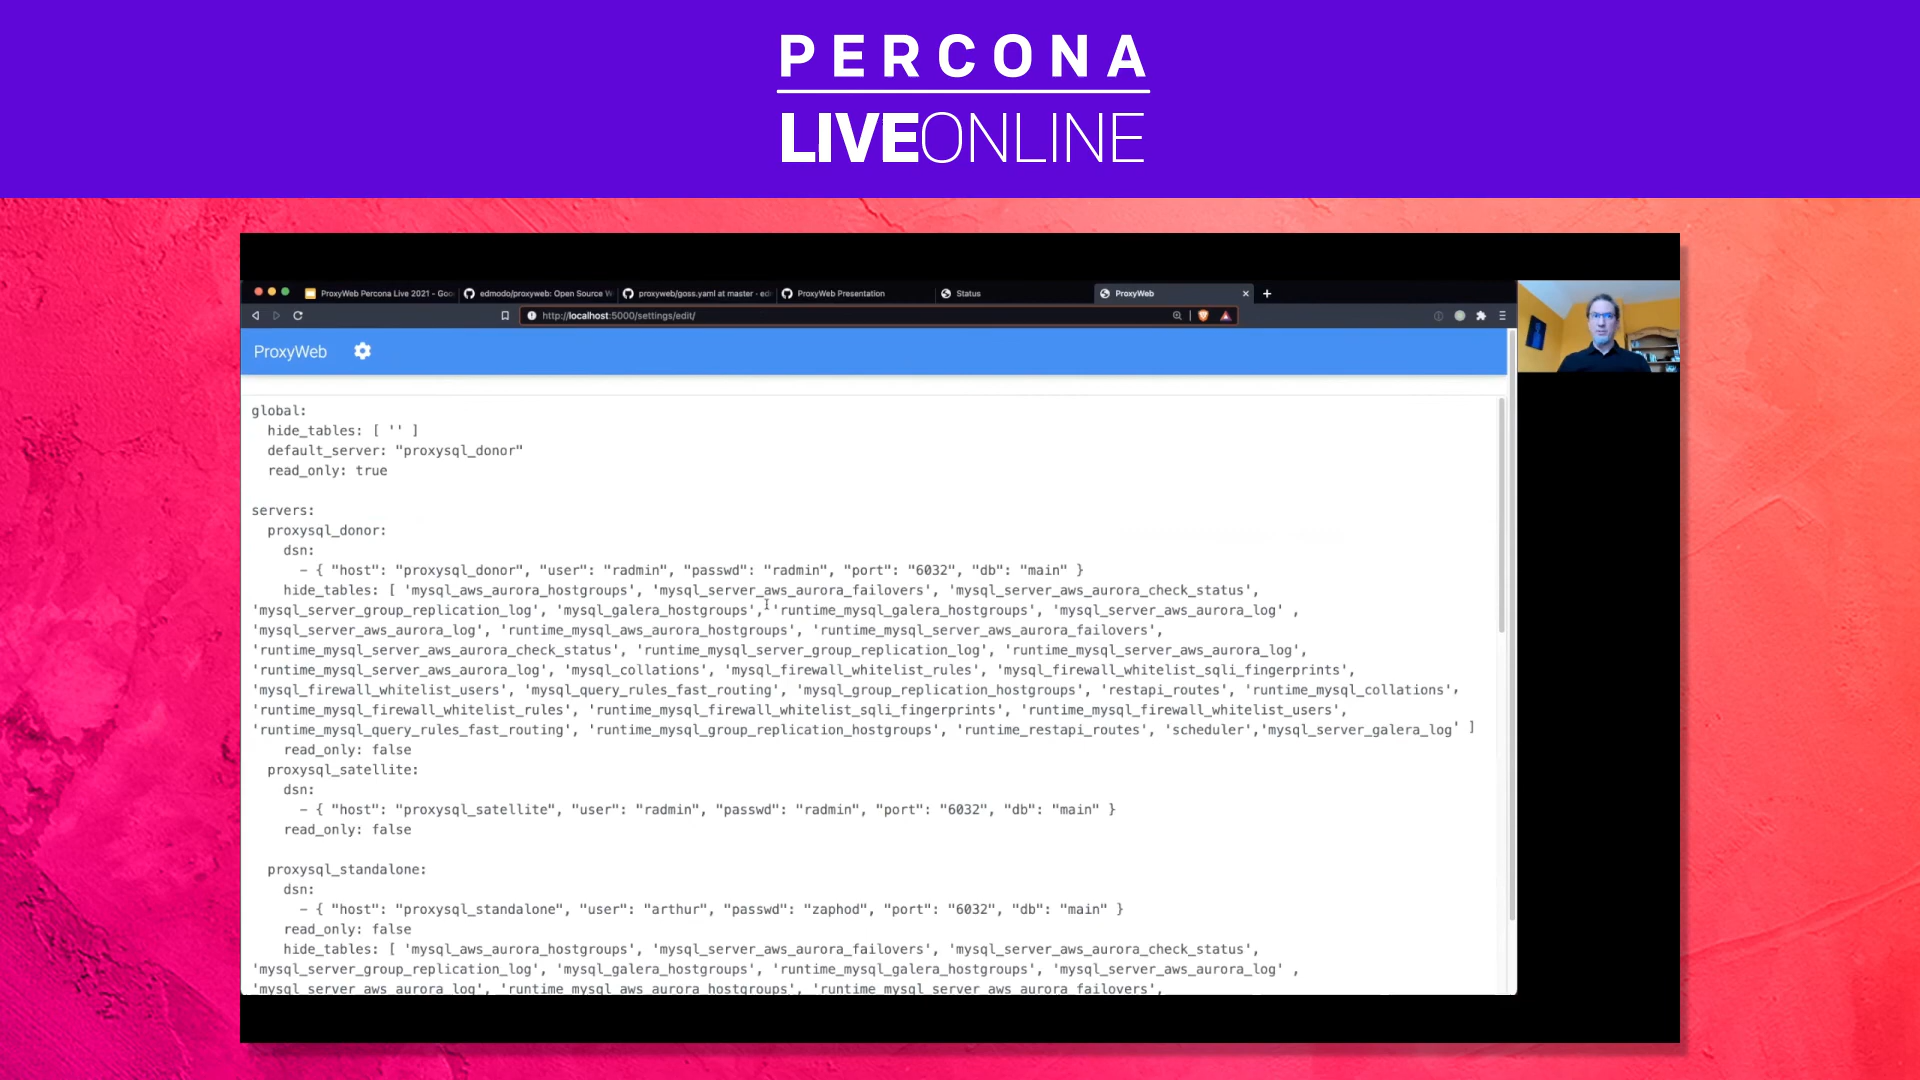 PERCONA
LIVEONLINE
ProxyWeb Percona Live 2021 - Goo
edmodo/proxyweb: Open Source W
proxyweb/goss.yaml at master · ed
ProxyWeb Presentation
Status
ProxyWeb
http://localhost:5000/settings/edit/
ProxyWeb
global:
hide_tables: [ '' ]
default_server: "proxysql_donor"
read_only: true
servers:
proxysql_donor:
dsn:
- { "host": "proxysql_donor", "user": "radmin", "passwd": "radmin", "port": "6032", "db": "main" }
hide_tables: [ 'mysql_aws_aurora_hostgroups', 'mysql_server_aws_aurora_failovers', 'mysql_server_aws_aurora_check_status',
'mysql_server_group_replication_log', 'mysql_galera_hostgroups', 'runtime_mysql_galera_hostgroups', 'mysql_server_aws_aurora_log' ,
'mysql_server_aws_aurora_log', 'runtime_mysql_aws_aurora_hostgroups', 'runtime_mysql_server_aws_aurora_failovers',
'runtime_mysql_server_aws_aurora_check_status', 'runtime_mysql_server_group_replication_log', 'runtime_mysql_server_aws_aurora_log',
'runtime_mysql_server_aws_aurora_log', 'mysql_collations', 'mysql_firewall_whitelist_rules', 'mysql_firewall_whitelist_sqli_fingerprints',
'mysql_firewall_whitelist_users', 'mysql_query_rules_fast_routing', 'mysql_group_replication_hostgroups', 'restapi_routes', 'runtime_mysql_collations',
'runtime_mysql_firewall_whitelist_rules', 'runtime_mysql_firewall_whitelist_sqli_fingerprints', 'runtime_mysql_firewall_whitelist_users',
'runtime_mysql_query_rules_fast_routing', 'runtime_mysql_group_replication_hostgroups', 'runtime_restapi_routes', 'scheduler','mysql_server_galera_log' ]
read_only: false
proxysql_satellite:
dsn:
- { "host": "proxysql_satellite", "user": "radmin", "passwd": "radmin", "port": "6032", "db": "main" }
read_only: false
proxysql_standalone:
dsn:
- { "host": "proxysql_standalone", "user": "arthur", "passwd": "zaphod", "port": "6032", "db": "main" }
read_only: false
hide_tables: [ 'mysql_aws_aurora_hostgroups', 'mysql_server_aws_aurora_failovers', 'mysql_server_aws_aurora_check_status',
'mysql_server_group_replication_log', 'mysql_galera_hostgroups', 'runtime_mysql_galera_hostgroups', 'mysql_server_aws_aurora_log' ,
'mysql_server_aws_aurora_log', 'runtime_mysql_aws_aurora_hostgroups', 'runtime_mysql_server_aws_aurora_failovers',